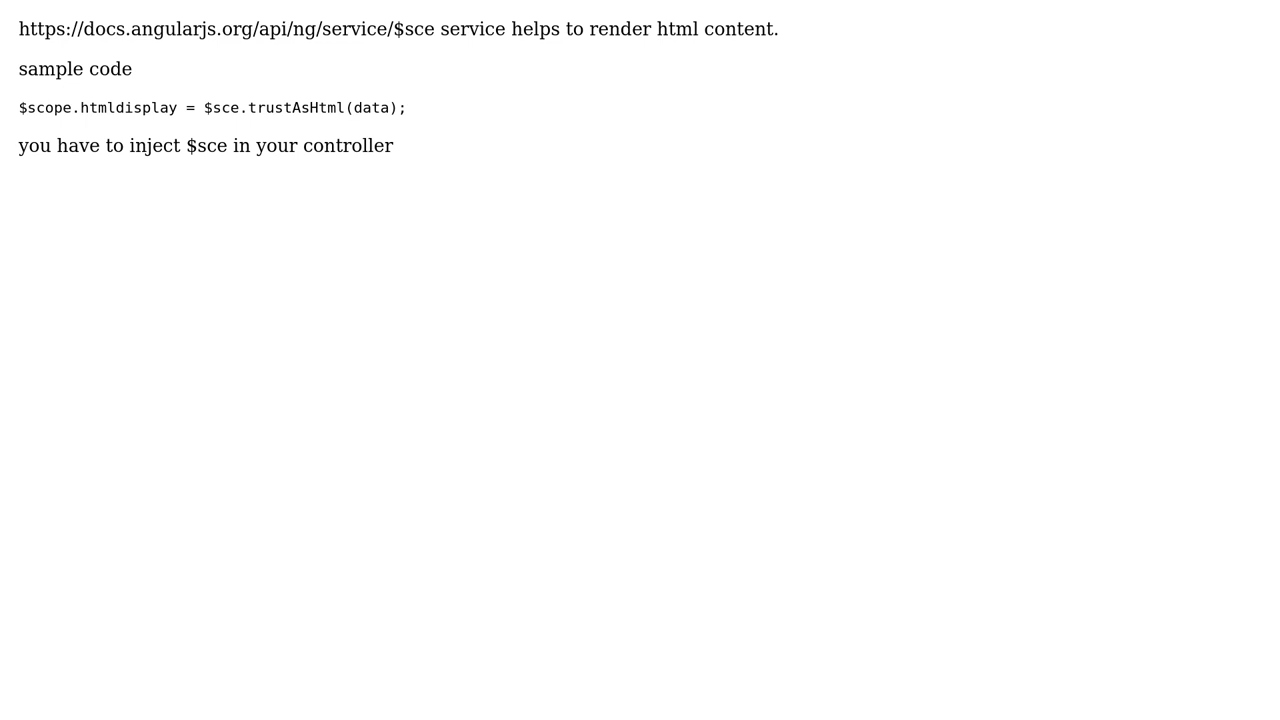 https://docs.angularjs.org/api/ng/service/$sce service helps to render html content.
sample code
$scope.htmldisplay = $sce.trustAsHtml(data);
you have to inject $sce in your controller